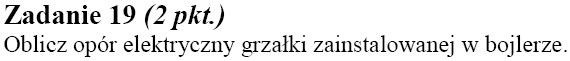 Zadanie 19 (2 pkt.)
Oblicz opór elektryczny grzałki zainstalowanej w bojlerze.